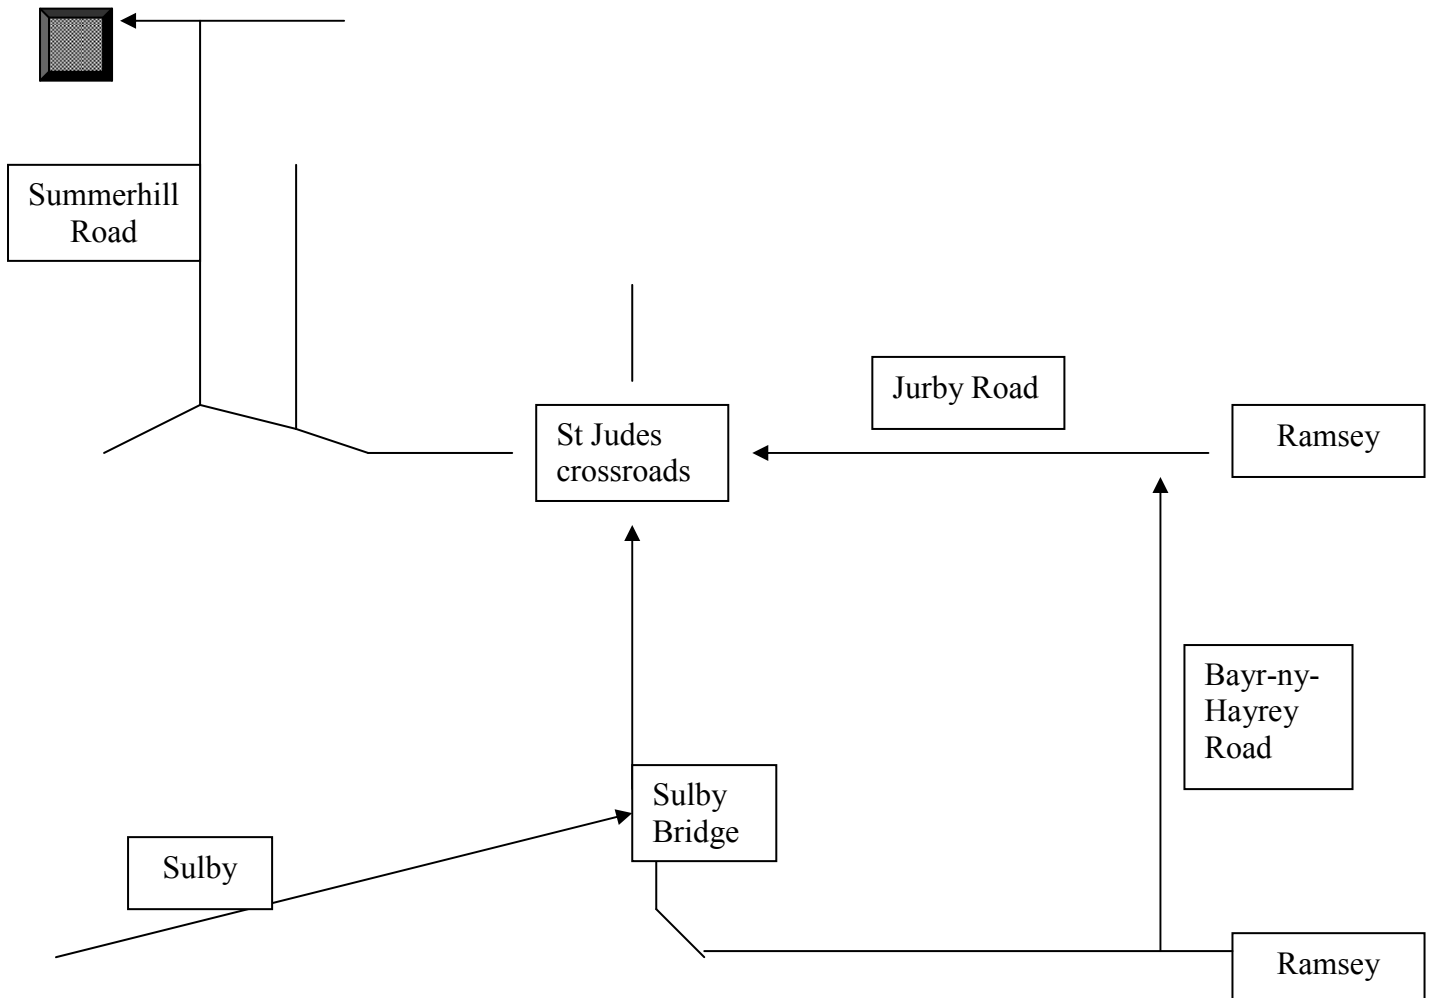 Summerhill
Road
Jurby Road
St Judes
crossroads
Ramsey
Bayr-ny-
Hayrey
Road
Sulby
Bridge
Sulby
Ramsey